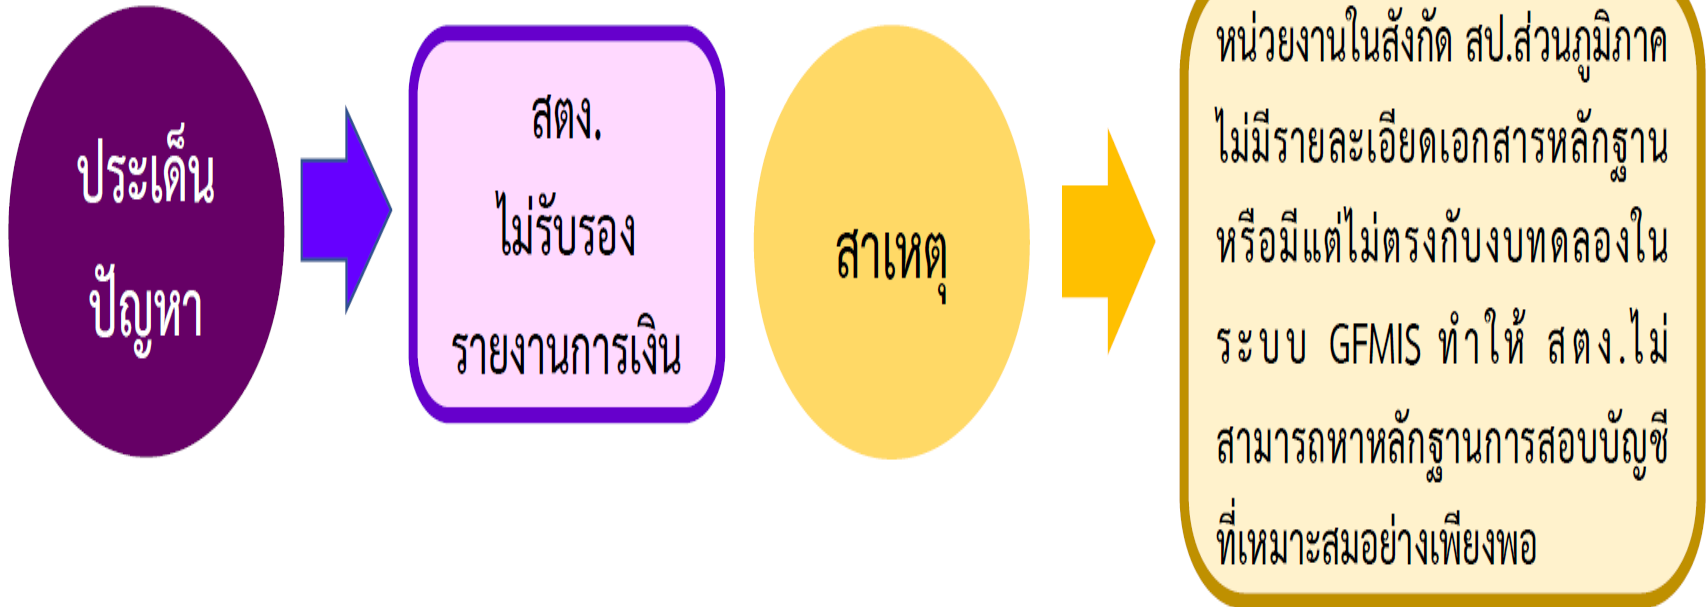 ประเด็น
ปัญหา
สตง.
ไม่รับรอง
รายงานการเงิน
สาเหตุ
หน่วยงานในสังกัด สป.ส่วนภูมิภาค
ไม่มีรายละเอียดเอกสารหลักฐาน
หรือมีแต่ไม่ตรงกับงบทดลองใน
ระบบ GFMIS ทำให้ สตง.ไม่
สามารถหาหลักฐานการสอบบัญชี
ที่เหมาะสมอย่างเพียงพอ